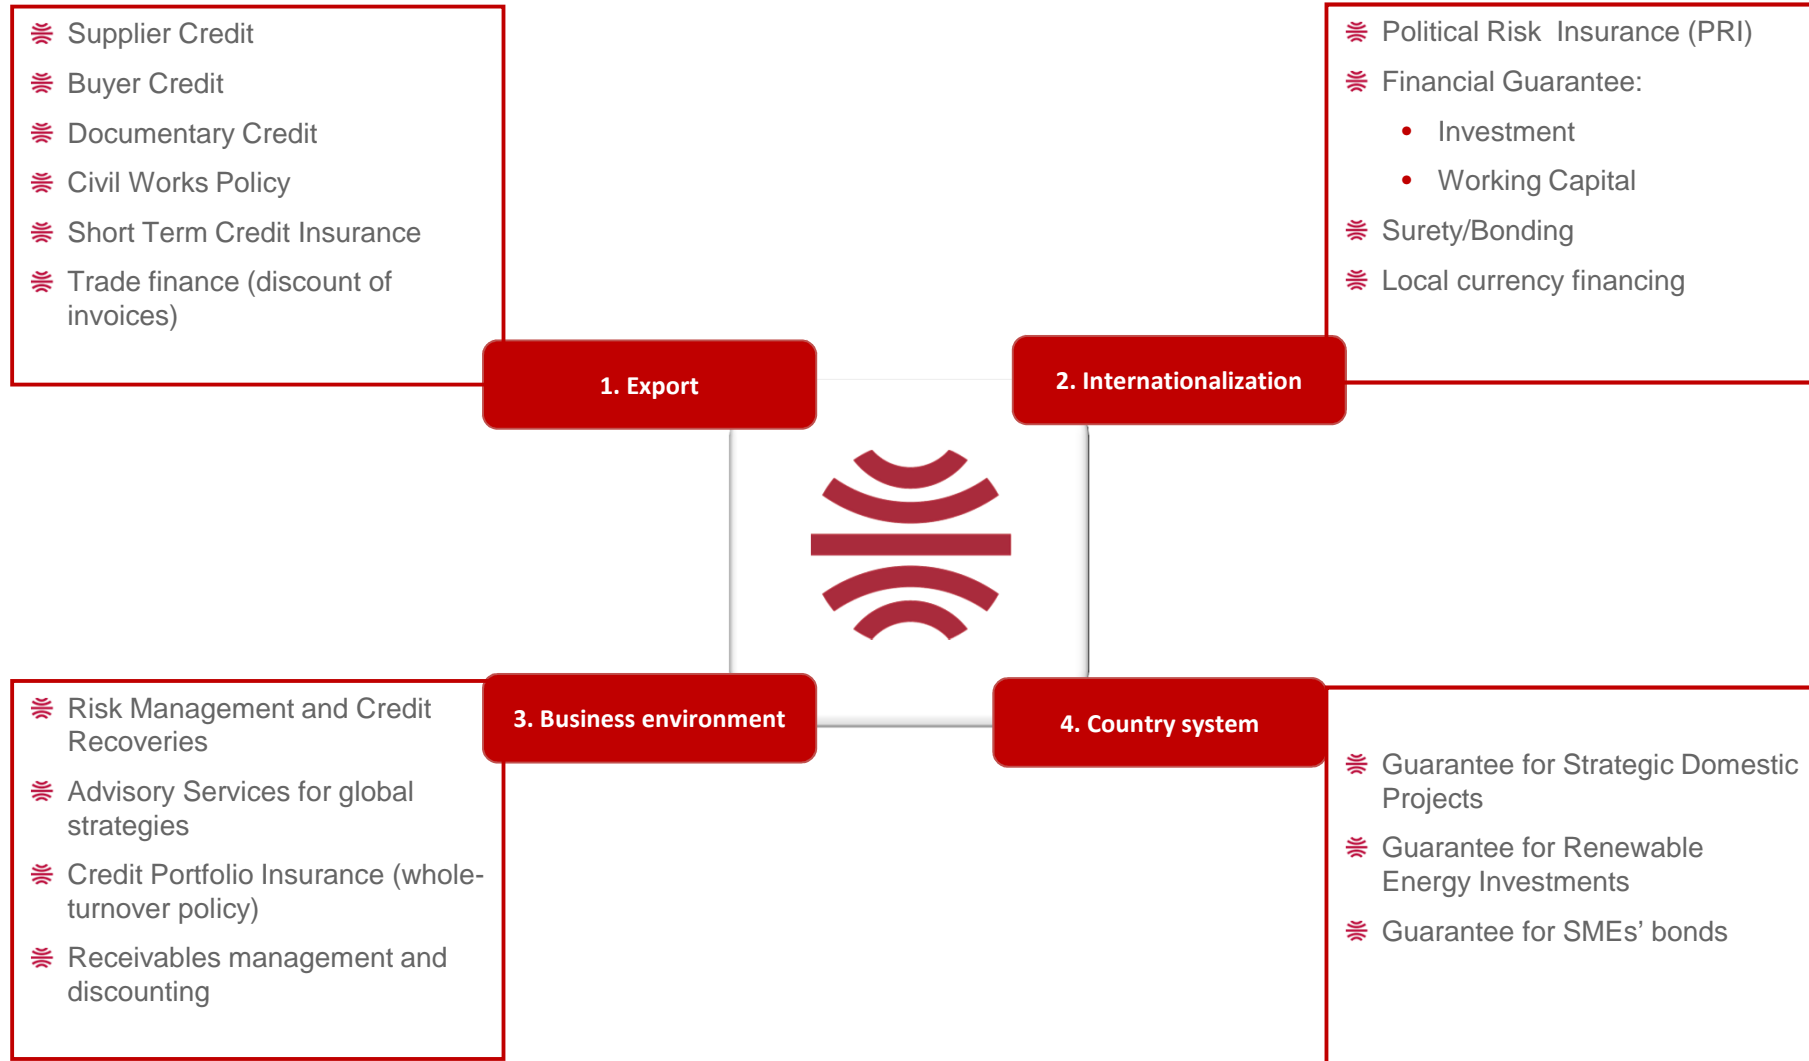 Supplier Credit
Buyer Credit
Documentary Credit
Civil Works Policy
Short Term Credit Insurance
Trade finance (discount of
invoices)
1. Export
Political Risk  Insurance (PRI)
Financial Guarantee:
• Investment
• Working Capital
Surety/Bonding
Local currency financing
2. Internationalization
3. Business environment
Risk Management and Credit
Recoveries
Advisory Services for global
strategies
Credit Portfolio Insurance (whole-
turnover policy)
Receivables management and
discounting
4. Country system
Guarantee for Strategic Domestic
Projects
Guarantee for Renewable
Energy Investments
Guarantee for SMEs’ bonds